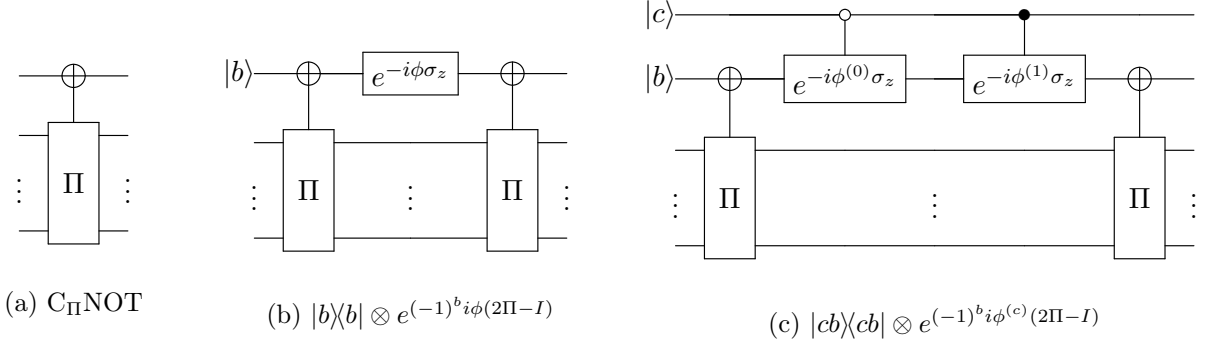 |c⟩
|b⟩ e^{-iφ^{(0)}σ_z} e^{-iφ^{(1)}σ_z}
Π Π
(c) |cb⟩⟨cb| ⊗ e^{(-1)^b iφ^{(c)}(2Π-I)}
|b⟩ e^{-iφσ_z}
Π Π
(b) |b⟩⟨b| ⊗ e^{(-1)^b iφ(2Π-I)}
Π
(a) C_ΠNOT